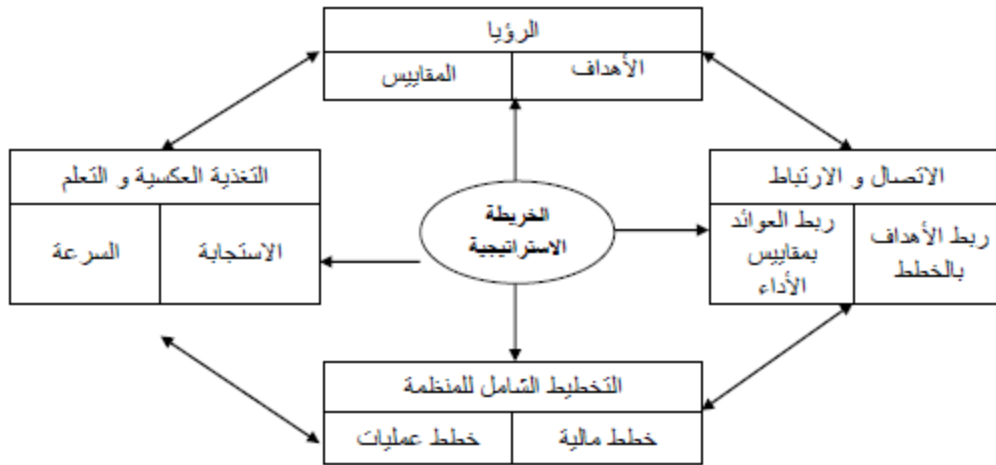 الرؤيا
الأهداف
المقاييس
الاتصال و الارتباط
ربط الأهداف
بالخطط
ربط العوائد
بمقاييس
الأداء
الخريطة
الاستراتيجية
التغذية العكسية و التعلم
الاستجابة
السرعة
التخطيط الشامل للمنظمة
خطط مالية
خطط عمليات